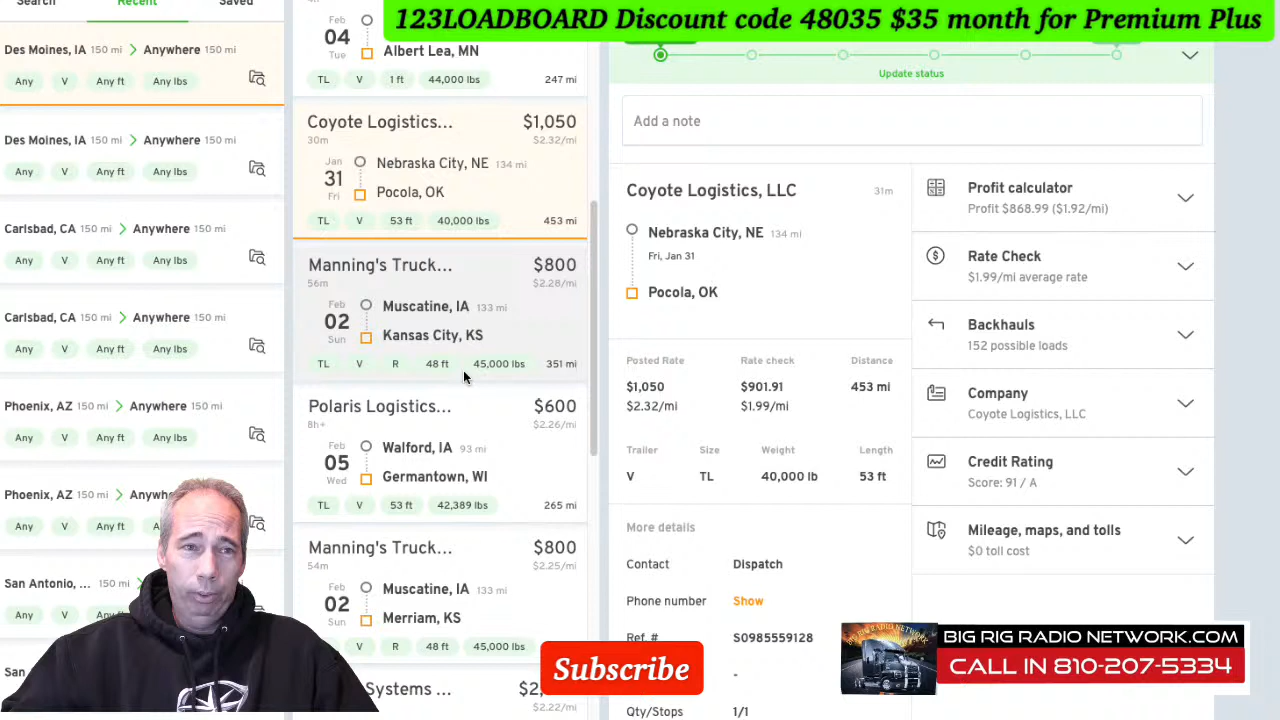 123LOADBOARD Discount code 48035 $35 month for Premium Plus
Search Recent Saved
Des Moines, IA 150 mi > Anywhere 150 mi
Any V Any ft Any lbs
Des Moines, IA 150 mi > Anywhere 150 mi
Any V Any ft Any lbs
Carlsbad, CA 150 mi > Anywhere 150 mi
Any V Any ft Any lbs
Carlsbad, CA 150 mi > Anywhere 150 mi
Any V Any ft Any lbs
Phoenix, AZ 150 mi > Anywhere 150 mi
Any V Any ft Any lbs
Phoenix, AZ 150 mi > Anywh
Any V Any ft
San Antonio, ... 150 mi
Any V Any ft
San
Feb
04
Tue
Albert Lea, MN
TL V 1 ft 44,000 lbs 247 mi
Coyote Logistics... $1,050
30m $2.32/mi
Jan
31
Fri
Nebraska City, NE 134 mi
Pocola, OK
TL V 53 ft 40,000 lbs 453 mi
Manning's Truck... $800
56m $2.28/mi
Feb
02
Sun
Muscatine, IA 133 mi
Kansas City, KS
TL V R 48 ft 45,000 lbs 351 mi
Polaris Logistics... $600
8h+ $2.26/mi
Feb
05
Wed
Walford, IA 93 mi
Germantown, WI
TL V 53 ft 42,389 lbs 265 mi
Manning's Truck... $800
54m $2.25/mi
Feb
02
Sun
Muscatine, IA 133 mi
Merriam, KS
TL V R 48 ft 45,000 lbs
Systems ... $2,
$2.22/mi
Update status
Add a note
Coyote Logistics, LLC 31m
Nebraska City, NE 134 mi
Fri, Jan 31
Pocola, OK
Posted Rate Rate check Distance
$1,050 $901.91 453 mi
$2.32/mi $1.99/mi
Trailer Size Weight Length
V TL 40,000 lb 53 ft
More details
Contact Dispatch
Phone number Show
Ref. # S0985559128
-
Qty/Stops 1/1
Profit calculator
Profit $868.99 ($1.92/mi)
Rate Check
$1.99/mi average rate
Backhauls
152 possible loads
Company
Coyote Logistics, LLC
Credit Rating
Score: 91 / A
Mileage, maps, and tolls
$0 toll cost
Subscribe
BIG RIG RADIO NETWORK.COM
CALL IN 810-207-5334